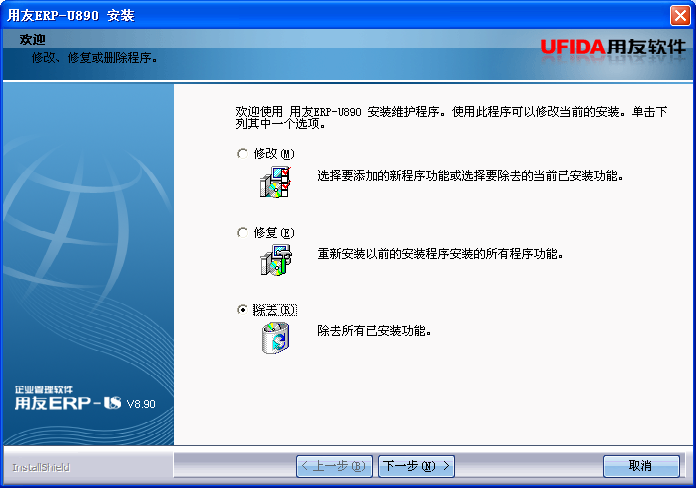 用友ERP-U890 安装
欢迎
修改、修复或删除程序。
UFIDA用友软件
欢迎使用 用友ERP-U890 安装维护程序。使用此程序可以修改当前的安装。单击下
列其中一个选项。
修改(M)
选择要添加的新程序功能或选择要除去的当前已安装功能。
修复(E)
重新安装以前的安装程序安装的所有程序功能。
除去(R)
除去所有已安装功能。
企业管理软件
用友ERP-U8 V8.90
InstallShield
< 上一步(B)
下一步(N) >
取消